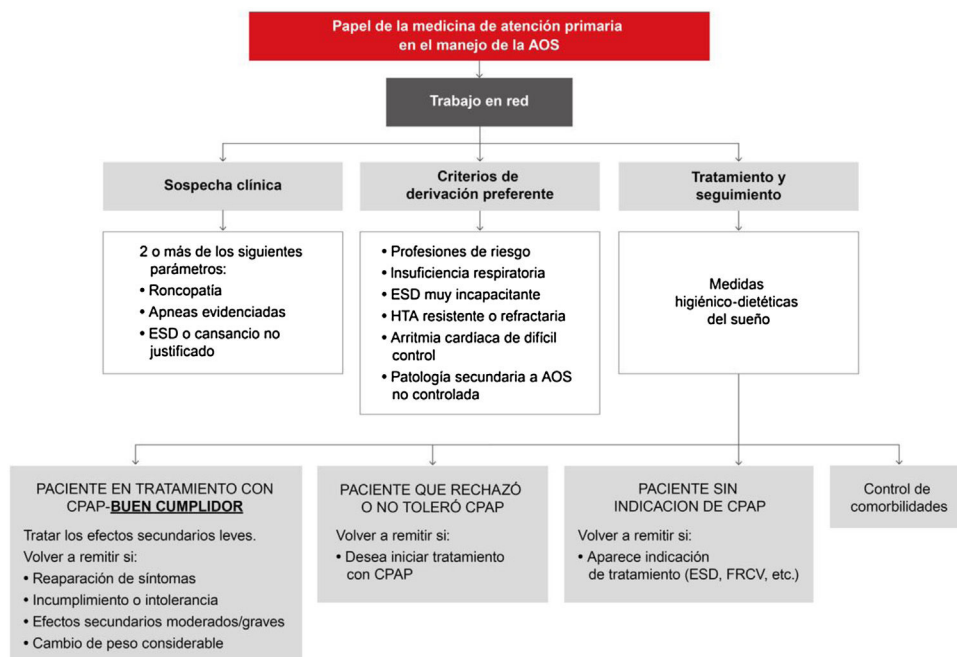 Papel de la medicina de atención primaria
en el manejo de la AOS
Trabajo en red
Sospecha clínica
2 o más de los siguientes
parámetros:
• Roncopatía
• Apneas evidenciadas
• ESD o cansancio no
justificado
Criterios de
derivación preferente
• Profesiones de riesgo
• Insuficiencia respiratoria
• ESD muy incapacitante
• HTA resistente o refractaria
• Arritmia cardíaca de difícil
control
• Patología secundaria a AOS
no controlada
Tratamiento y
seguimiento
Medidas
higiénico-dietéticas
del sueño
PACIENTE EN TRATAMIENTO CON
CPAP-BUEN CUMPLIDOR
Tratar los efectos secundarios leves.
Volver a remitir si:
• Reaparación de síntomas
• Incumplimiento o intolerancia
• Efectos secundarios moderados/graves
• Cambio de peso considerable
PACIENTE QUE RECHAZÓ
O NO TOLERÓ CPAP
Volver a remitir si:
• Desea iniciar tratamiento
con CPAP
PACIENTE SIN
INDICACION DE CPAP
Volver a remitir si:
• Aparece indicación
de tratamiento (ESD, FRCV, etc.)
Control de
comorbilidades